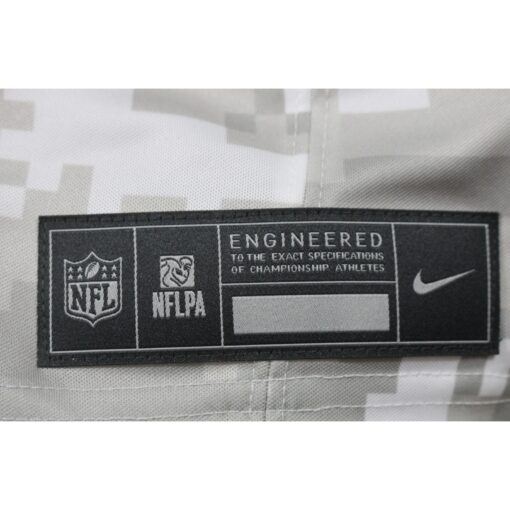 NFL
NFLPA
ENGINEERED
TO THE EXACT SPECIFICATIONS
OF CHAMPIONSHIP ATHLETES